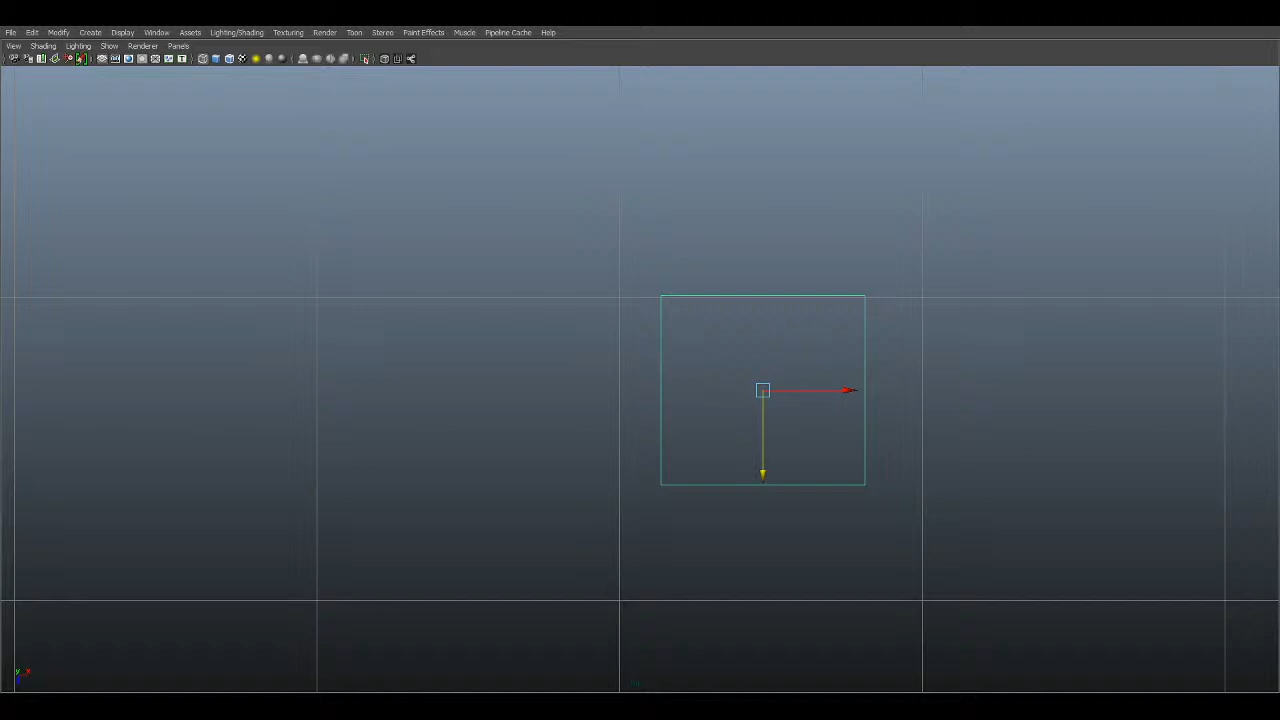 File Edit Modify Create Display Window Assets Lighting/Shading Texturing Render Toon Stereo Paint Effects Muscle Pipeline Cache Help
View Shading Lighting Show Renderer Panels
y x